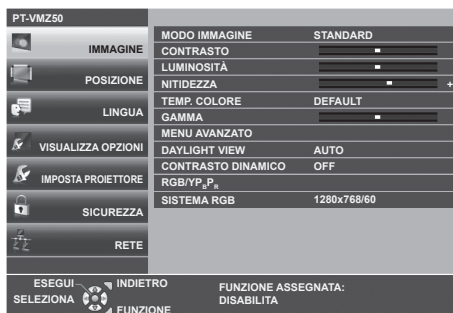 PT-VMZ50
IMMAGINE
POSIZIONE
LINGUA
VISUALIZZA OPZIONI
IMPOSTA PROIETTORE
SICUREZZA
RETE
MODO IMMAGINE STANDARD
CONTRASTO
LUMINOSITÀ
NITIDEZZA +
TEMP. COLORE DEFAULT
GAMMA
MENU AVANZATO
DAYLIGHT VIEW AUTO
CONTRASTO DINAMICO OFF
RGB/YPBPR
SISTEMA RGB 1280x768/60
ESEGUI INDIETRO
SELEZIONA FUNZIONE
FUNZIONE ASSEGNATA:
DISABILITA